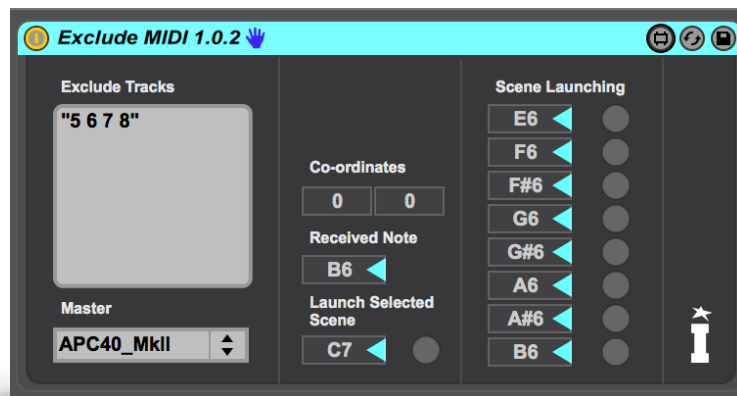 Exclude MIDI 1.0.2
Exclude Tracks
"5 6 7 8"
Master
APC40_MkII
Co-ordinates
0 0
Received Note
B6
Launch Selected
Scene
C7
Scene Launching
E6
F6
F#6
G6
G#6
A6
A#6
B6